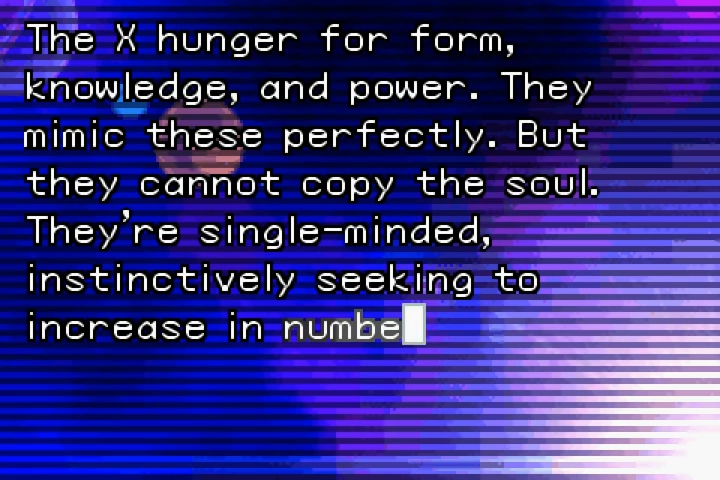 The X hunger for form,
knowledge, and power. They
mimic these perfectly. But
they cannot copy the soul.
They're single-minded,
instinctively seeking to
increase in numbe